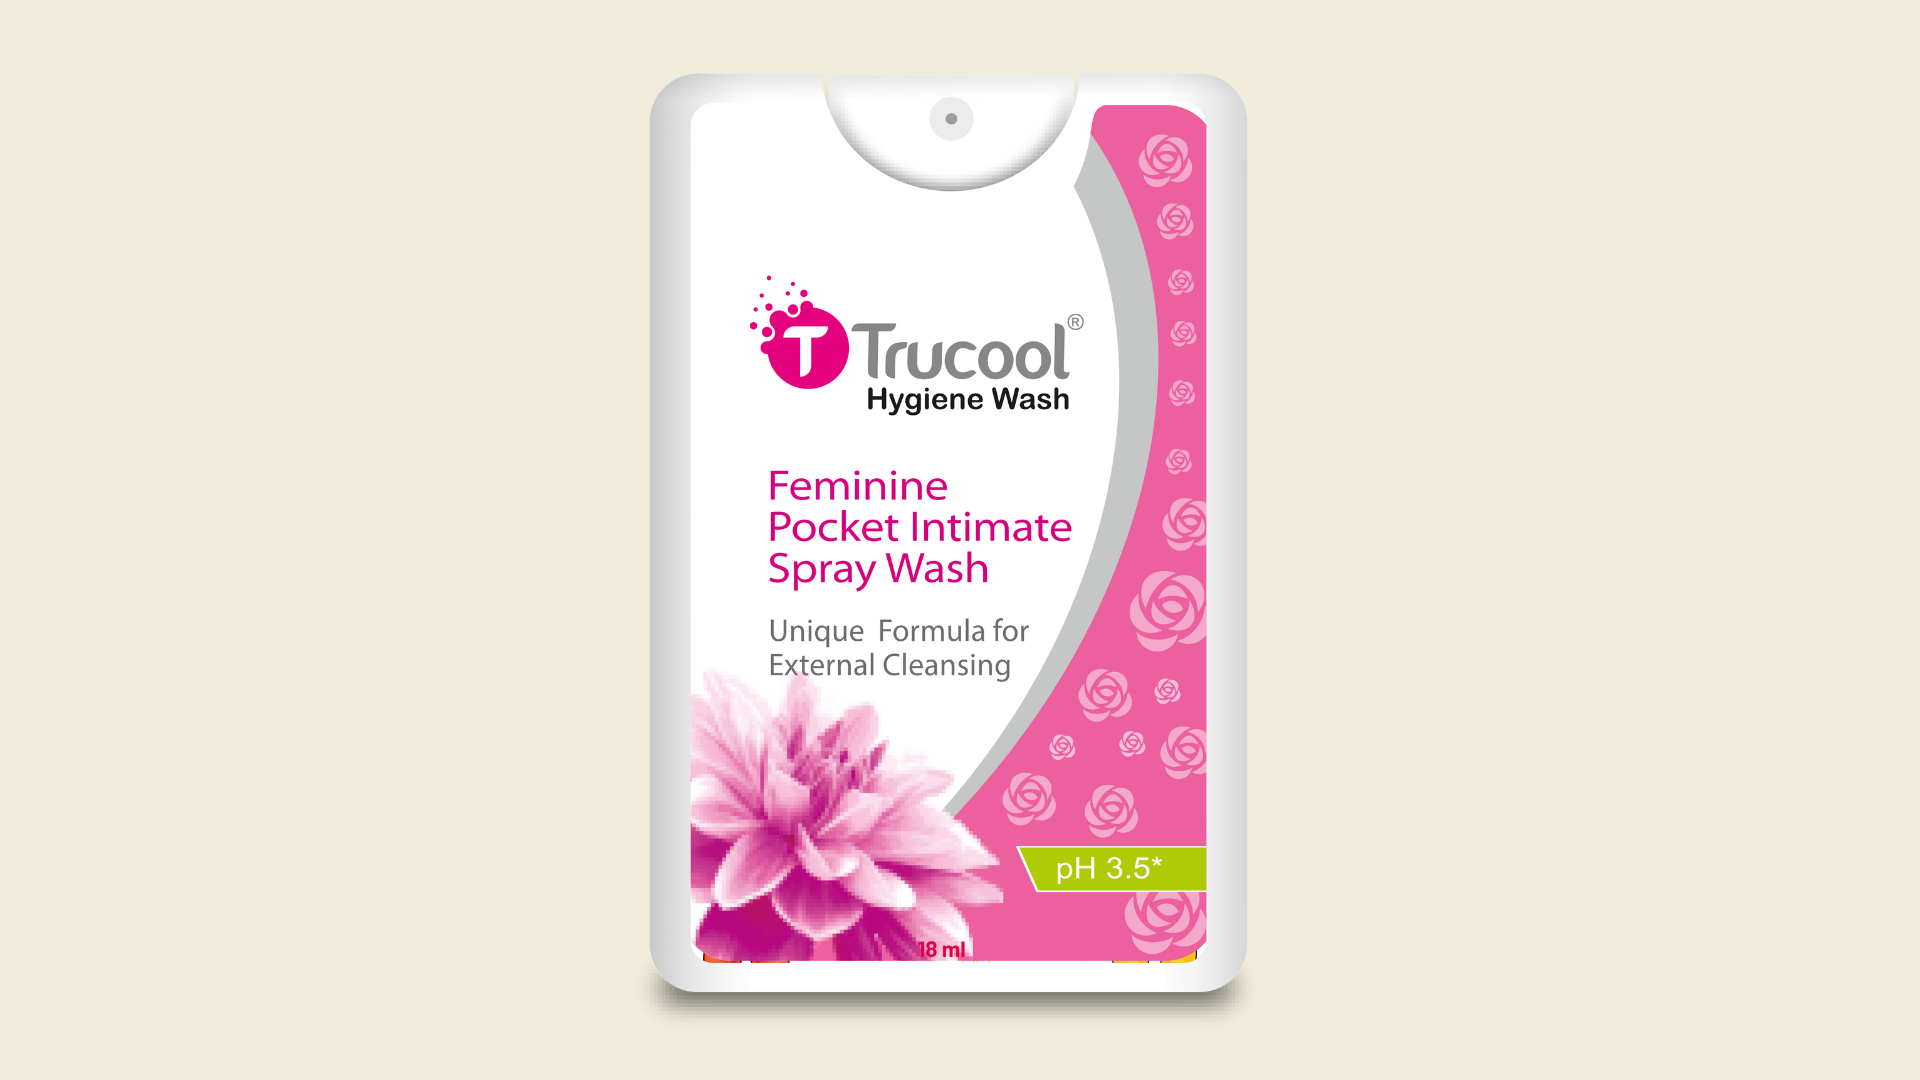 T Trucool®
Hygiene Wash
Feminine
Pocket Intimate
Spray Wash
Unique Formula for
External Cleansing
pH 3.5*
18 ml